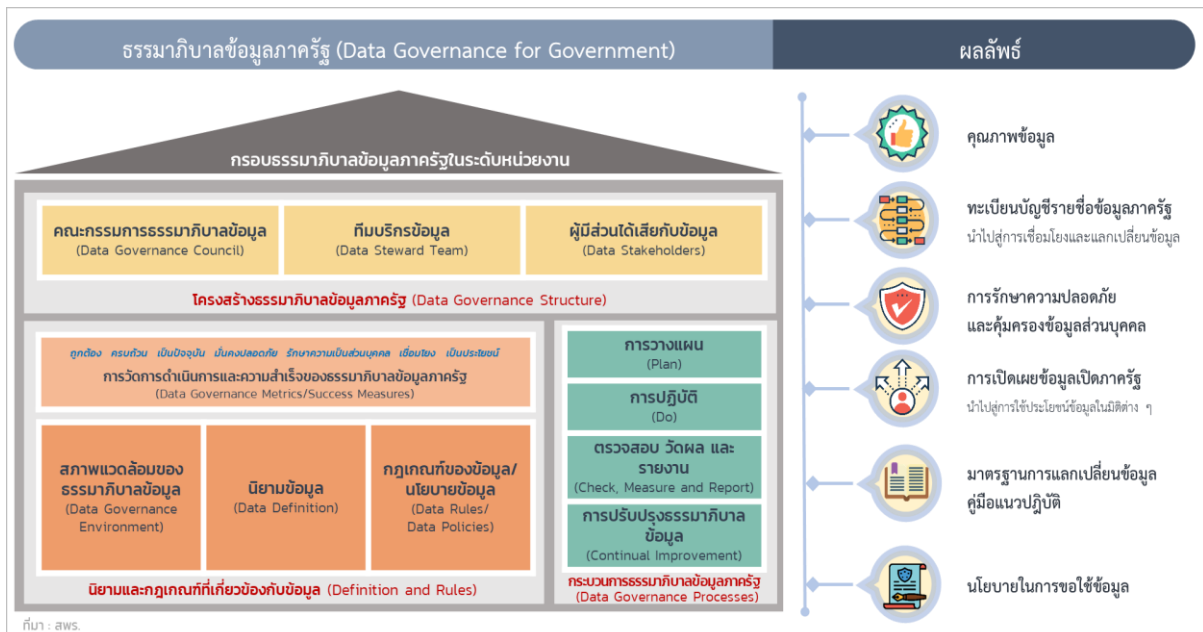 ธรรมาภิบาลข้อมูลภาครัฐ (Data Governance for Government)
ผลลัพธ์
กรอบธรรมาภิบาลข้อมูลภาครัฐในระดับหน่วยงาน
คณะกรรมการธรรมาภิบาลข้อมูล
(Data Governance Council)
ทีมบริกรข้อมูล
(Data Steward Team)
ผู้มีส่วนได้เสียกับข้อมูล
(Data Stakeholders)
โครงสร้างธรรมาภิบาลข้อมูลภาครัฐ (Data Governance Structure)
ถูกต้อง ครบถ้วน เป็นปัจจุบัน มั่นคงปลอดภัย รักษาความเป็นส่วนบุคคล เชื่อมโยง เป็นประโยชน์
การวัดการดำเนินการและความสำเร็จของธรรมาภิบาลข้อมูลภาครัฐ
(Data Governance Metrics/Success Measures)
สภาพแวดล้อมของ
ธรรมาภิบาลข้อมูล
(Data Governance
Environment)
นิยามข้อมูล
(Data Definition)
กฎเกณฑ์ของข้อมูล/
นโยบายข้อมูล
(Data Rules/
Data Policies)
นิยามและกฎเกณฑ์ที่เกี่ยวข้องกับข้อมูล (Definition and Rules)
การวางแผน
(Plan)
การปฏิบัติ
(Do)
ตรวจสอบ วัดผล และ
รายงาน
(Check, Measure and Report)
การปรับปรุงธรรมาภิบาล
ข้อมูล
(Continual Improvement)
กระบวนการธรรมาภิบาลข้อมูลภาครัฐ
(Data Governance Processes)
คุณภาพข้อมูล
ทะเบียนบัญชีรายชื่อข้อมูลภาครัฐ
นำไปสู่การเชื่อมโยงและแลกเปลี่ยนข้อมูล
การรักษาความปลอดภัย
และคุ้มครองข้อมูลส่วนบุคคล
การเปิดเผยข้อมูลเปิดภาครัฐ
นำไปสู่การใช้ประโยชน์ข้อมูลในมิติต่าง ๆ
มาตรฐานการแลกเปลี่ยนข้อมูล
คู่มือแนวปฏิบัติ
นโยบายในการขอใช้ข้อมูล
ที่มา : สพร.